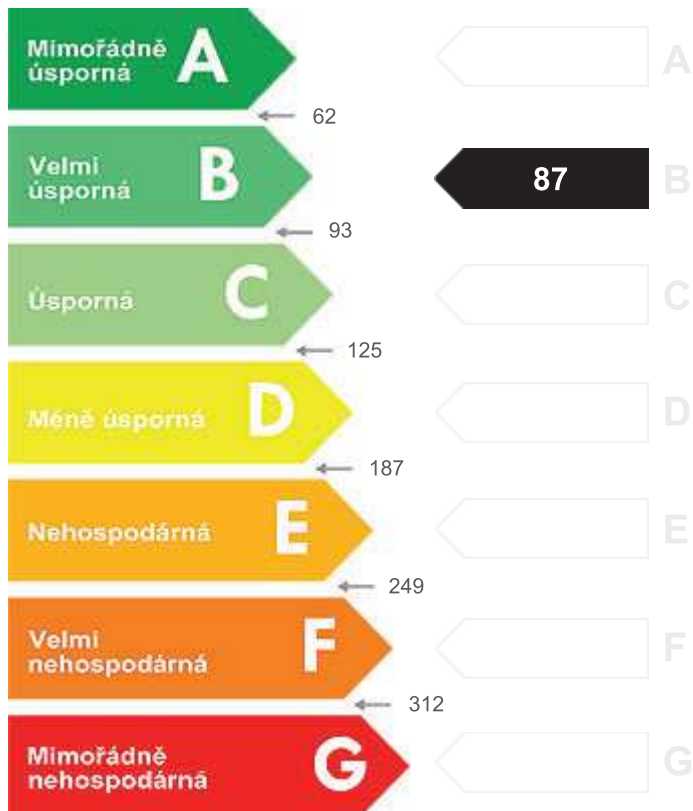 Mimořádně
úsporná
A
A
62
Velmi
úsporná
B
87
B
93
Úsporná
C
C
125
Méně úsporná
D
D
187
Nehospodárná
E
E
249
Velmi
nehospodárná
F
F
312
Mimořádně
nehospodárná
G
G